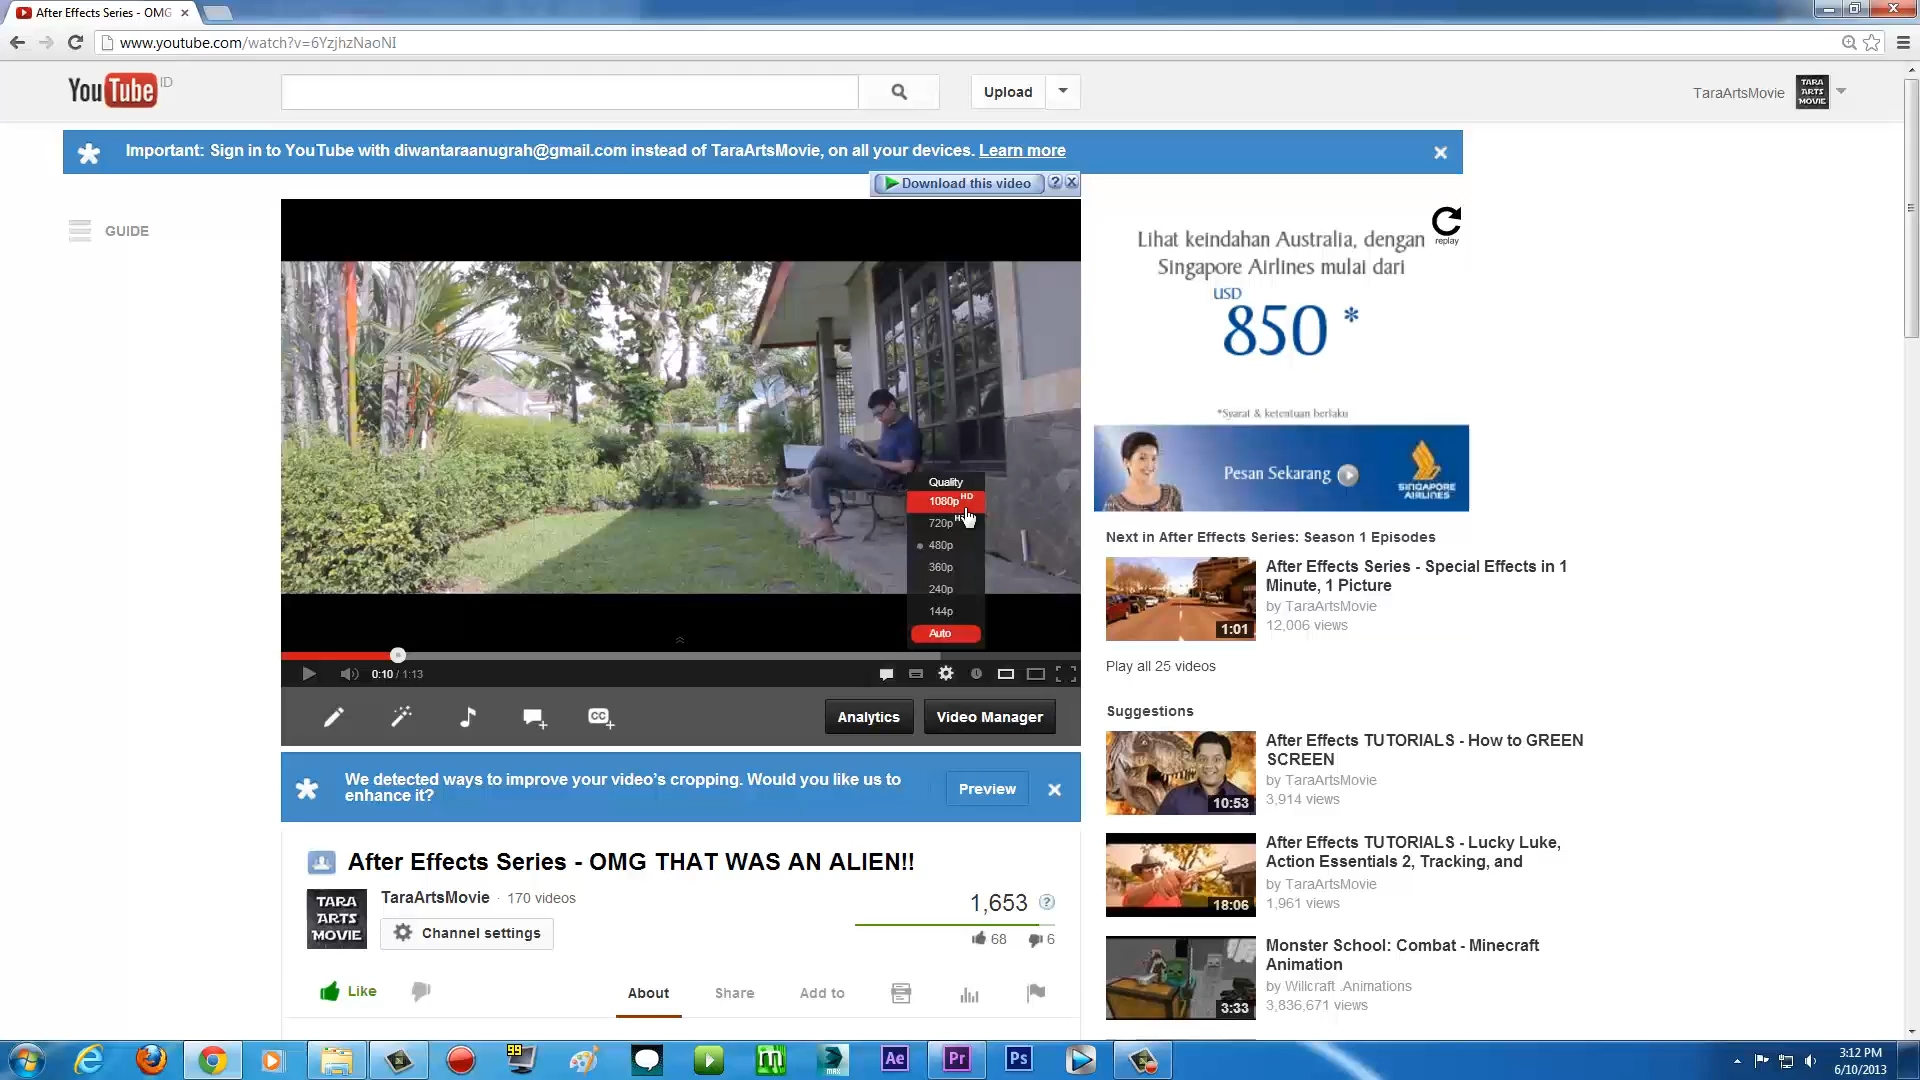 After Effects Series - OMG
www.youtube.com/watch?v=6YzjhzNaoNI
YouTube ID
Upload
TaraArtsMovie
TARA
ARTS
MOVIE
Important: Sign in to YouTube with diwantaraanugrah@gmail.com instead of TaraArtsMovie, on all your devices. Learn more
Download this video
?
GUIDE
Lihat keindahan Australia, dengan
Singapore Airlines mulai dari
USD
850 *
replay
*Syarat & ketentuan berlaku
Pesan Sekarang
SINGAPORE
AIRLINES
Quality
1080p HD
720p
480p
360p
240p
144p
Auto
0:10 / 1:13
CC
Analytics
Video Manager
We detected ways to improve your video's cropping. Would you like us to
enhance it?
Preview
After Effects Series - OMG THAT WAS AN ALIEN!!
TARA
ARTS
MOVIE
TaraArtsMovie · 170 videos
Channel settings
1,653
?
68
6
Like
About
Share
Add to
Next in After Effects Series: Season 1 Episodes
After Effects Series - Special Effects in 1
Minute, 1 Picture
by TaraArtsMovie
12,006 views
1:01
Play all 25 videos
Suggestions
After Effects TUTORIALS - How to GREEN
SCREEN
by TaraArtsMovie
3,914 views
10:53
After Effects TUTORIALS - Lucky Luke,
Action Essentials 2, Tracking, and
by TaraArtsMovie
1,961 views
18:06
Monster School: Combat - Minecraft
Animation
by Willcraft .Animations
3,836,671 views
3:33
99
MAX
Ae
Pr
Ps
3:12 PM
6/10/2013